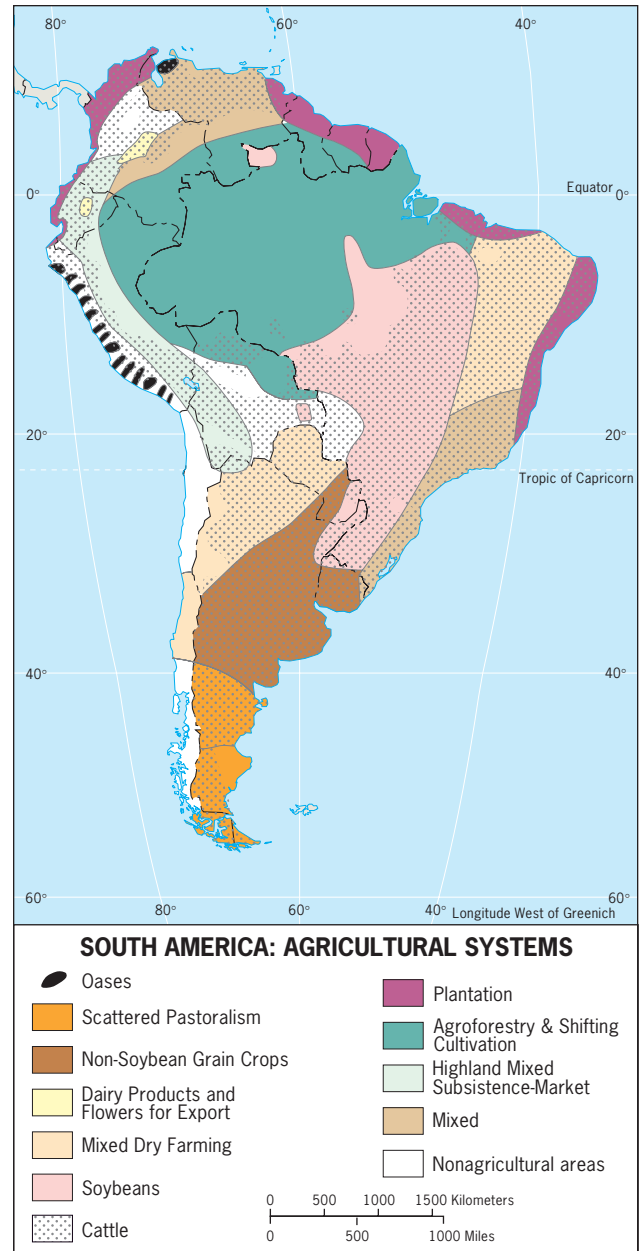 80°
60°
40°
0°
Equator
0°
20°
20°
Tropic of Capricorn
40°
40°
60°
60°
80°
60°
40°
Longitude West of Greenich
SOUTH AMERICA: AGRICULTURAL SYSTEMS
Oases
Scattered Pastoralism
Non-Soybean Grain Crops
Dairy Products and
Flowers for Export
Mixed Dry Farming
Soybeans
Cattle
Plantation
Agroforestry & Shifting
Cultivation
Highland Mixed
Subsistence-Market
Mixed
Nonagricultural areas
0 500 1000 1500 Kilometers
0 500 1000 Miles